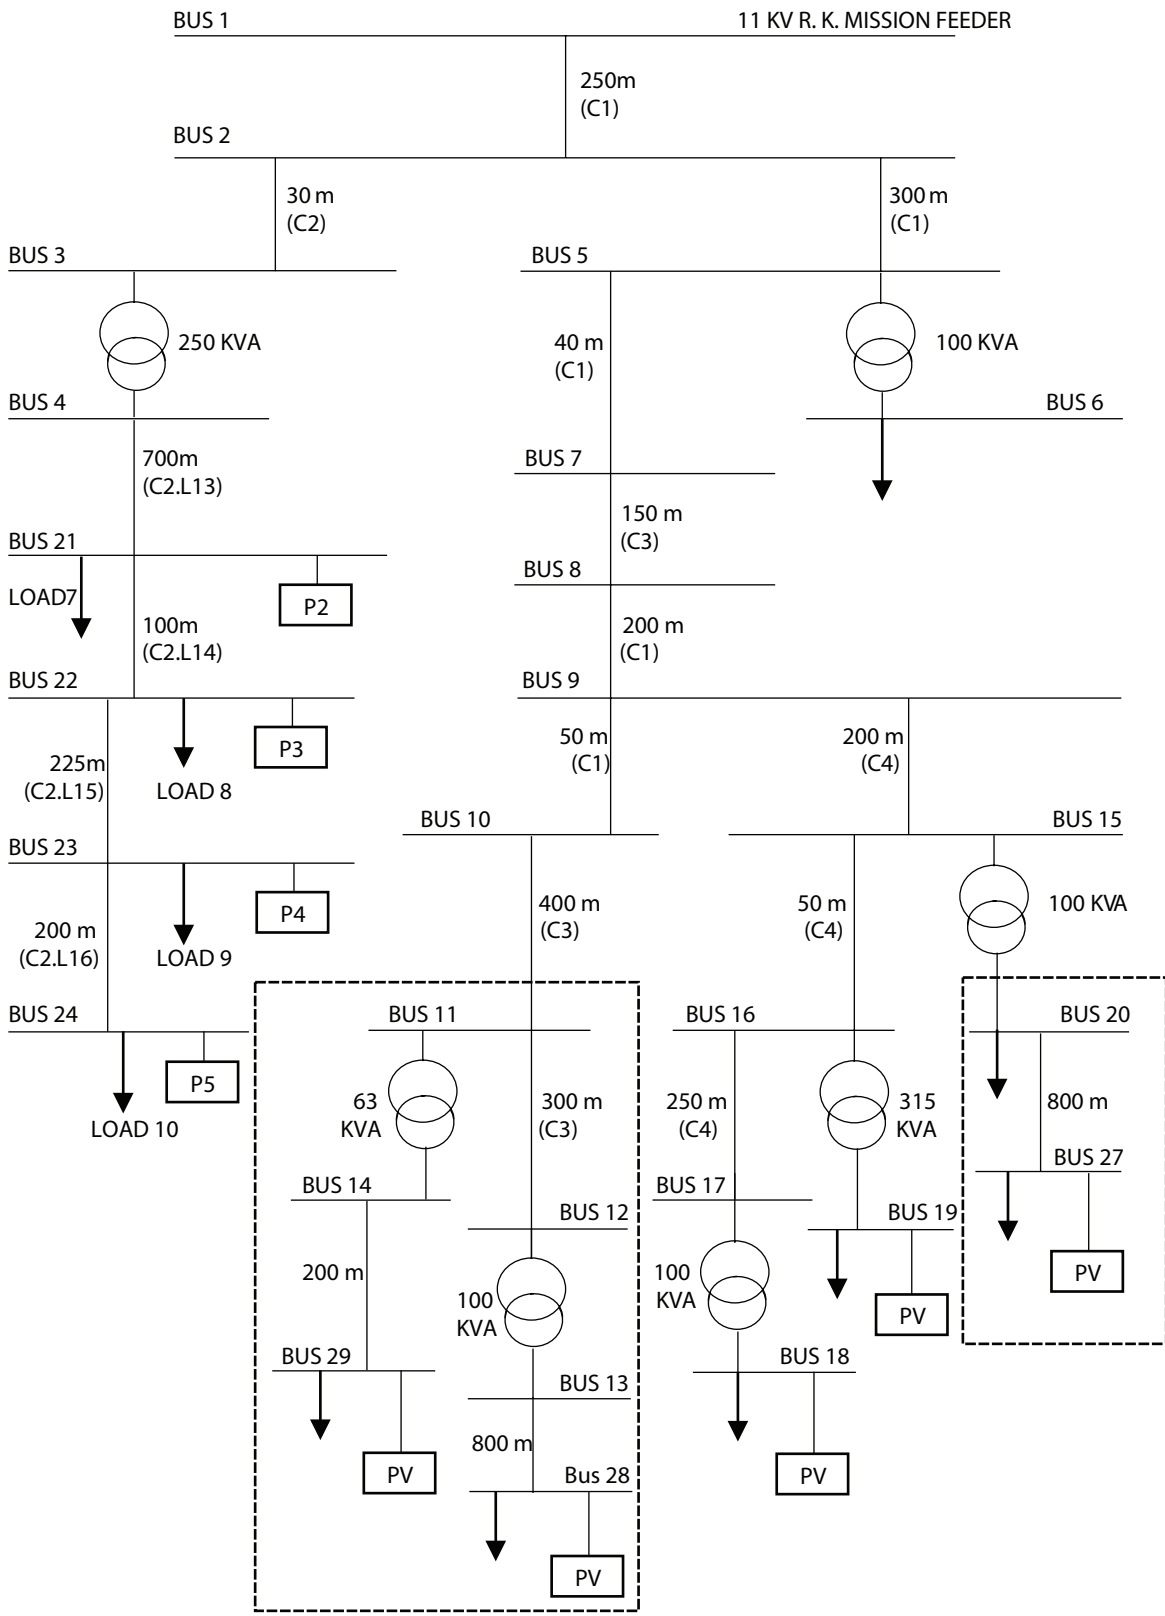 BUS 1
11 KV R. K. MISSION FEEDER
250m
(C1)
BUS 2
30 m
(C2)
300 m
(C1)
BUS 3
BUS 5
250 KVA
40 m
(C1)
100 KVA
BUS 4
BUS 6
700m
(C2.L13)
BUS 7
150 m
(C3)
BUS 21
BUS 8
LOAD7
P2
100m
(C2.L14)
200 m
(C1)
BUS 22
BUS 9
P3
225m
(C2.L15)
LOAD 8
50 m
(C1)
200 m
(C4)
BUS 10
BUS 15
BUS 23
P4
200 m
(C2.L16)
LOAD 9
400 m
(C3)
50 m
(C4)
100 KVA
BUS 24
BUS 11
BUS 16
BUS 20
P5
LOAD 10
63
KVA
300 m
(C3)
250 m
(C4)
315
KVA
800 m
BUS 27
BUS 14
BUS 12
BUS 17
BUS 19
200 m
100
KVA
100
KVA
PV
PV
BUS 29
BUS 13
BUS 18
800 m
PV
Bus 28
PV
PV